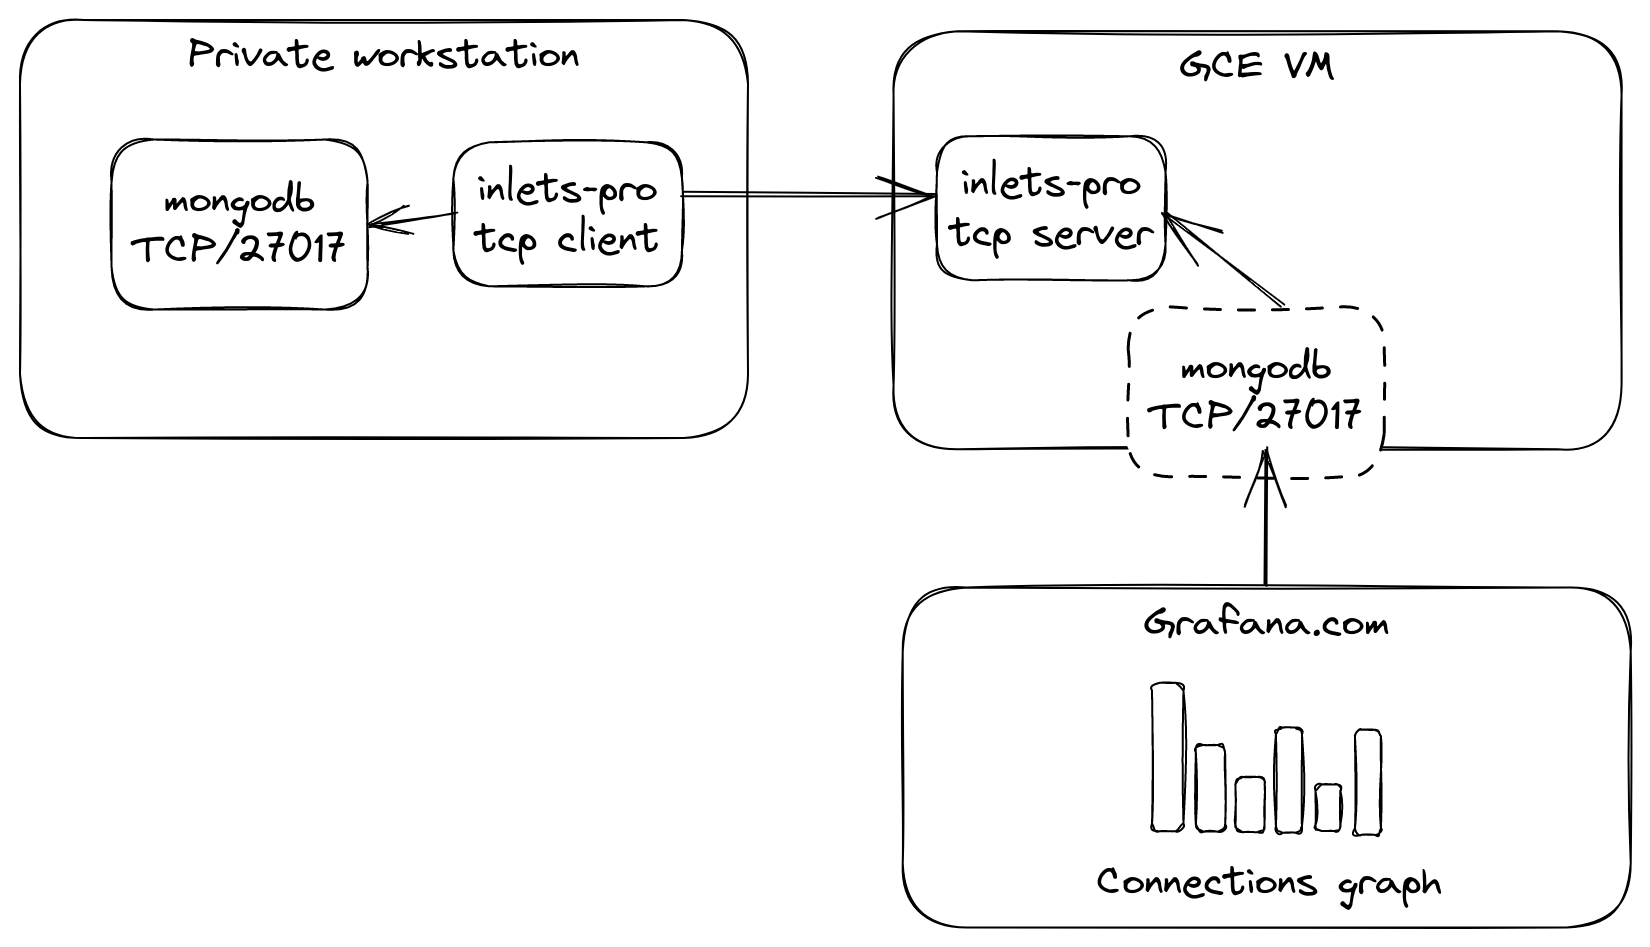 Private workstation
mongodb
TCP/27017
inlets-pro
tcp client
GCE VM
inlets-pro
tcp server
mongodb
TCP/27017
Grafana.com
Connections graph